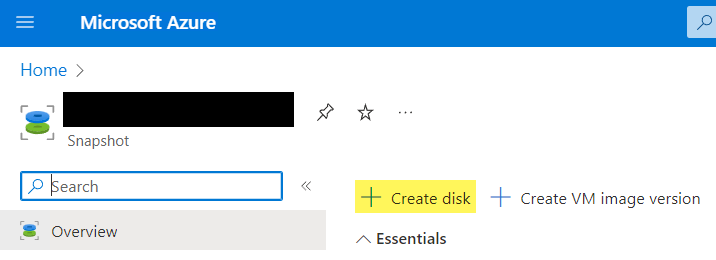 Microsoft Azure
Home
Snapshot
Search
Create disk
Create VM image version
Overview
Essentials